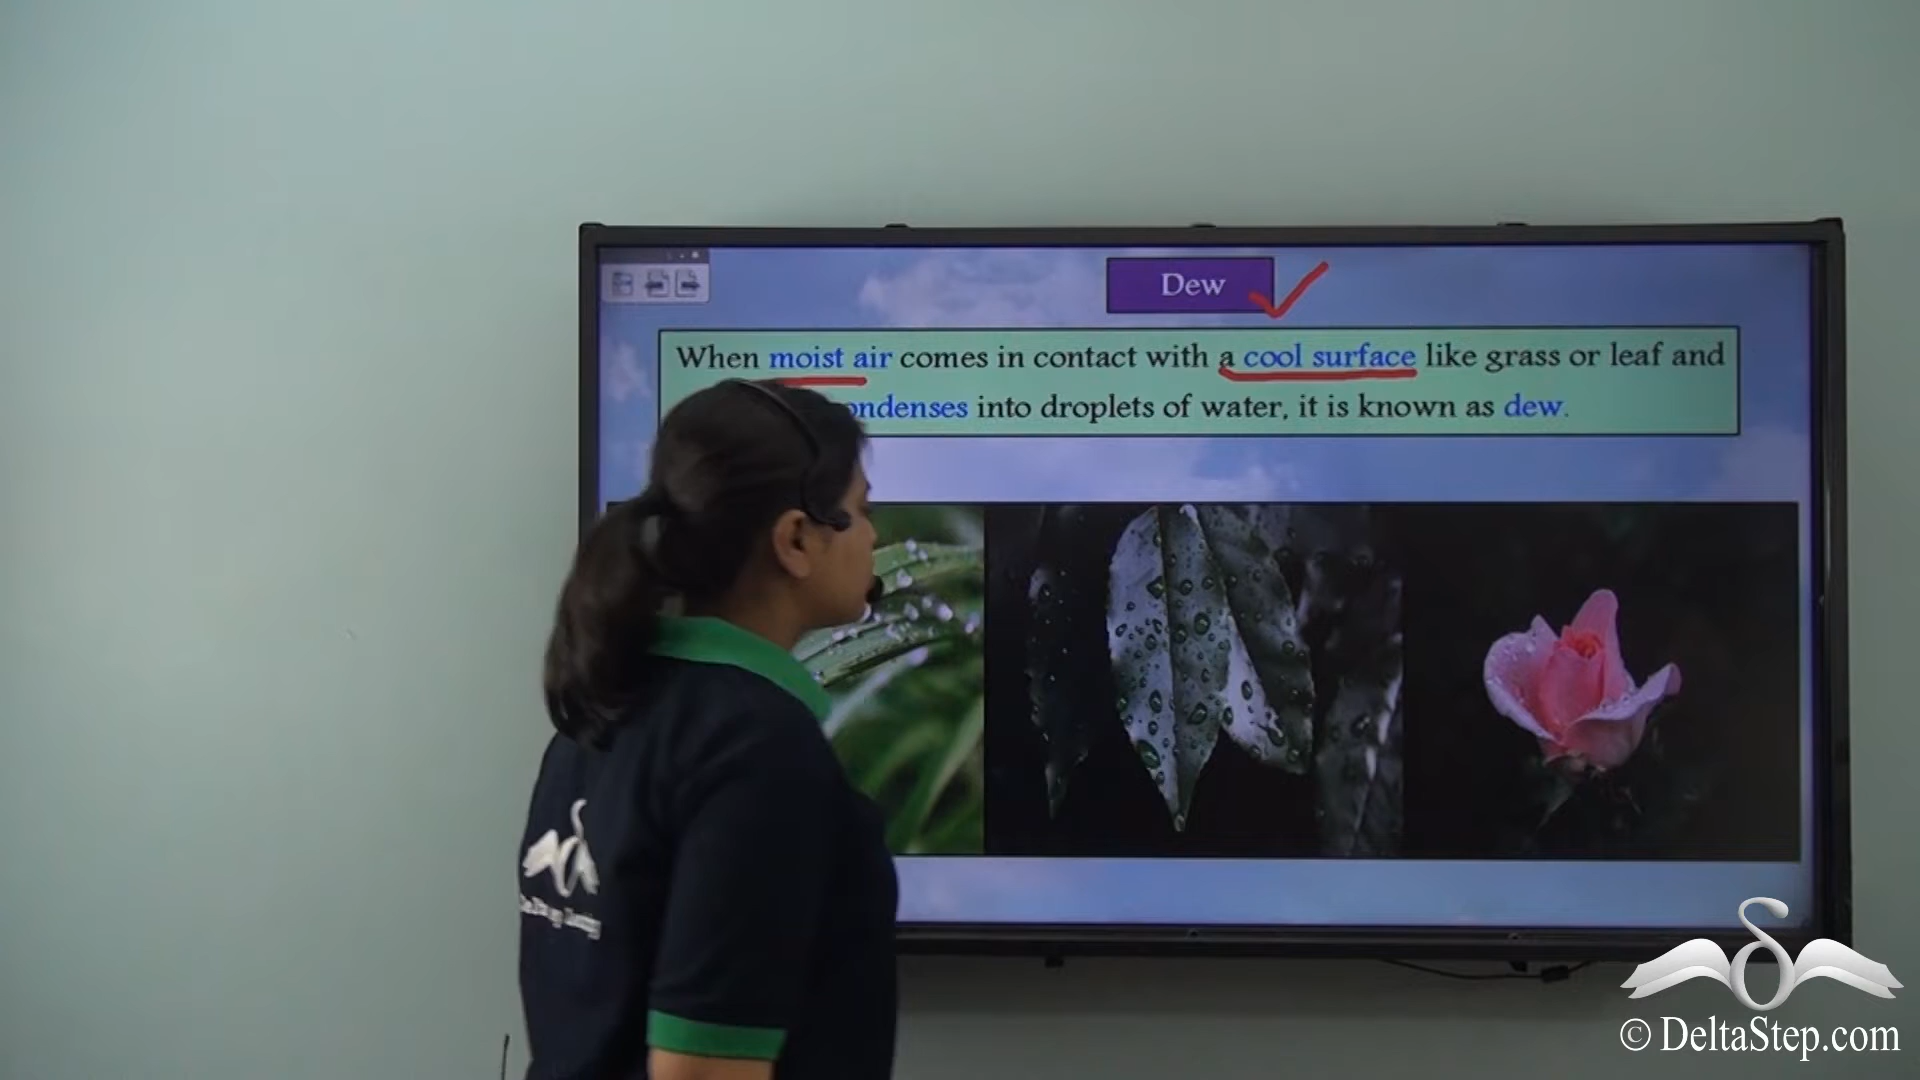 Dew
When moist air comes in contact with a cool surface like grass or leaf and
ondenses into droplets of water, it is known as dew.
© DeltaStep.com